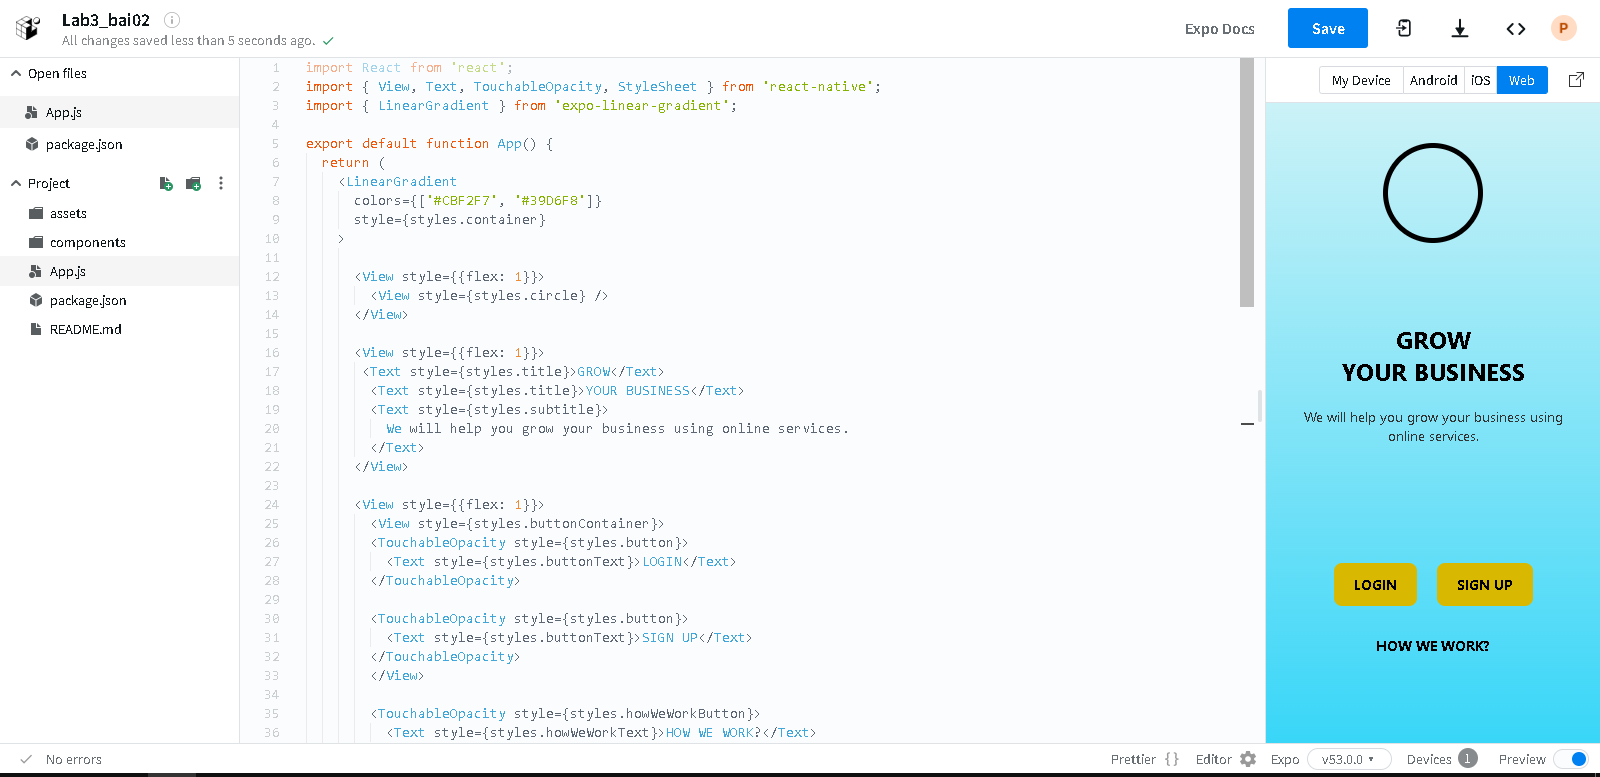 Lab3_bai02
All changes saved less than 5 seconds ago.
Expo Docs
Save
P
Open files
App.js
package.json
Project
assets
components
App.js
package.json
README.md
1 import React from 'react';
2 import { View, Text, TouchableOpacity, StyleSheet } from 'react-native';
3 import { LinearGradient } from 'expo-linear-gradient';
4
5 export default function App() {
6 return (
7 <LinearGradient
8 colors={['#CBF2F7', '#39D6F8']}
9 style={styles.container}
10 >
11
12 <View style={{flex: 1}}>
13 <View style={styles.circle} />
14 </View>
15
16 <View style={{flex: 1}}>
17 <Text style={styles.title}>GROW</Text>
18 <Text style={styles.title}>YOUR BUSINESS</Text>
19 <Text style={styles.subtitle}>
20 We will help you grow your business using online services.
21 </Text>
22 </View>
23
24 <View style={{flex: 1}}>
25 <View style={styles.buttonContainer}>
26 <TouchableOpacity style={styles.button}>
27 <Text style={styles.buttonText}>LOGIN</Text>
28 </TouchableOpacity>
29
30 <TouchableOpacity style={styles.button}>
31 <Text style={styles.buttonText}>SIGN UP</Text>
32 </TouchableOpacity>
33 </View>
34
35 <TouchableOpacity style={styles.howWeWorkButton}>
36 <Text style={styles.howWeWorkText}>HOW WE WORK?</Text>
My Device Android iOS Web
GROW
YOUR BUSINESS
We will help you grow your business using
online services.
LOGIN SIGN UP
HOW WE WORK?
No errors
Prettier {} Editor Expo v53.0.0 Devices 1 Preview